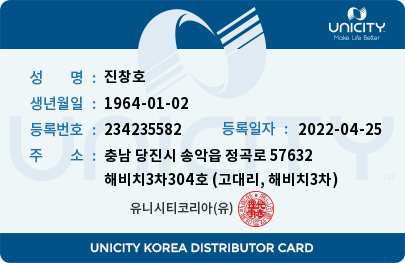 UNICITY
Make Life Better
성 명 : 진창호
생년월일 : 1964-01-02
등록번호 : 234235582 등록일자 : 2022-04-25
주 소 : 충남 당진시 송악읍 정곡로 57632
해비치3차304호 (고대리, 해비치3차)
유니시티코리아(유)
UNICITY
UNICITY KOREA DISTRIBUTOR CARD